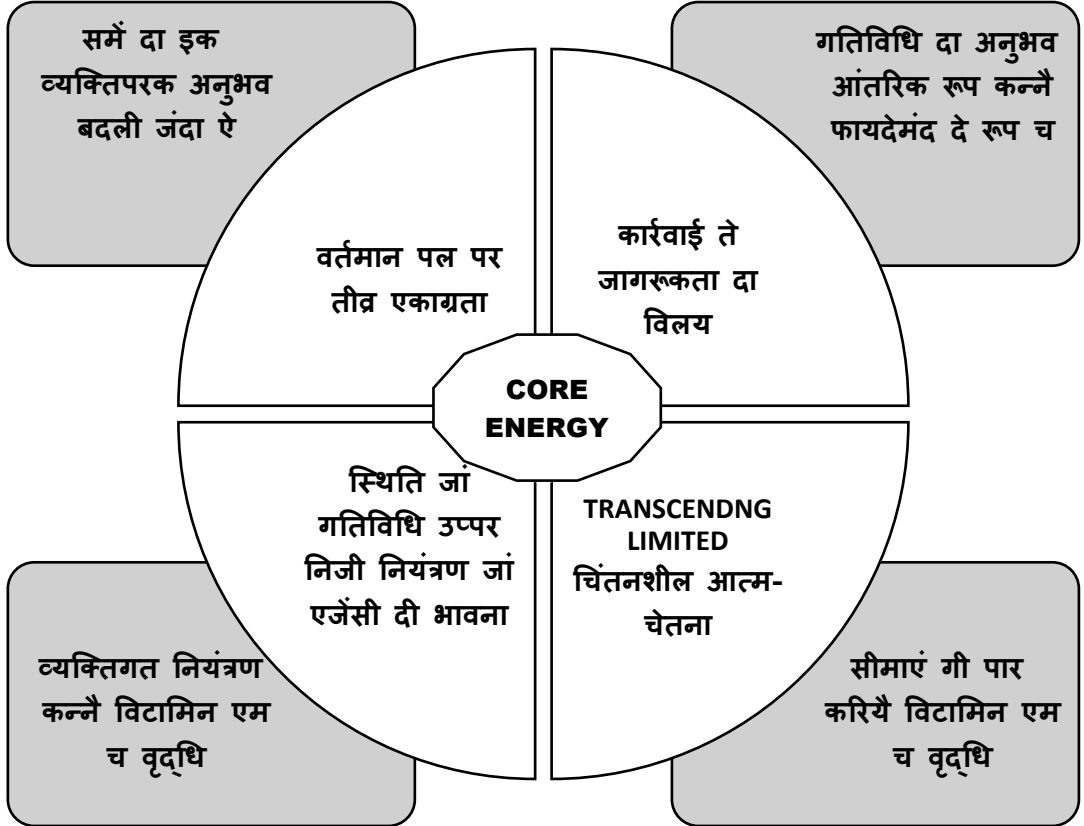 समें दा इक
व्यक्तिपरक अनुभव
बदली जंदा ऐ
गतिविधि दा अनुभव
आंतरिक रूप कन्नै
फायदेमंद दे रूप च
वर्तमान पल पर
तीव्र एकाग्रता
कार्रवाई ते
जागरूकता दा
विलय
CORE
ENERGY
स्थिति जां
गतिविधि उप्पर
निजी नियंत्रण जां
एजेंसी दी भावना
TRANSCENDNG
LIMITED
चिंतनशील आत्म-
चेतना
व्यक्तिगत नियंत्रण
कन्नै विटामिन एम
च वृद्धि
सीमाएं गी पार
करियै विटामिन एम
च वृद्धि